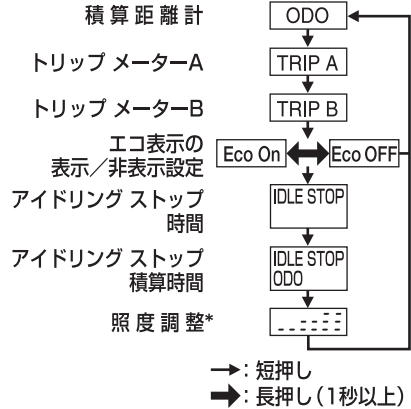 積算距離計 ODO
トリップ メーターA TRIP A
トリップ メーターB TRIP B
エコ表示の
表示／非表示設定 Eco On Eco OFF
アイドリング ストップ IDLE STOP
時間
アイドリング ストップ IDLE STOP
積算時間 ODO
照度調整*
：短押し
：長押し（1秒以上）